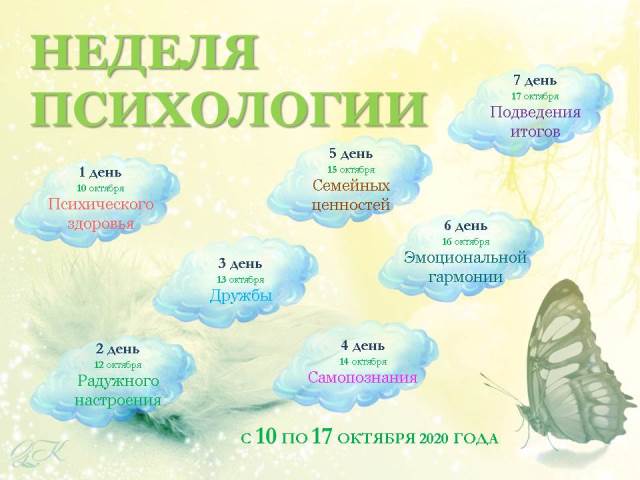 НЕДЕЛЯ
ПСИХОЛОГИИ
1 день
10 октября
Психического
здоровья
2 день
12 октября
Радужного
настроения
3 день
13 октября
Дружбы
4 день
14 октября
Самопознания
5 день
15 октября
Семейных
ценностей
6 день
16 октября
Эмоциональной
гармонии
7 день
17 октября
Подведения
итогов
С 10 ПО 17 ОКТЯБРЯ 2020 ГОДА